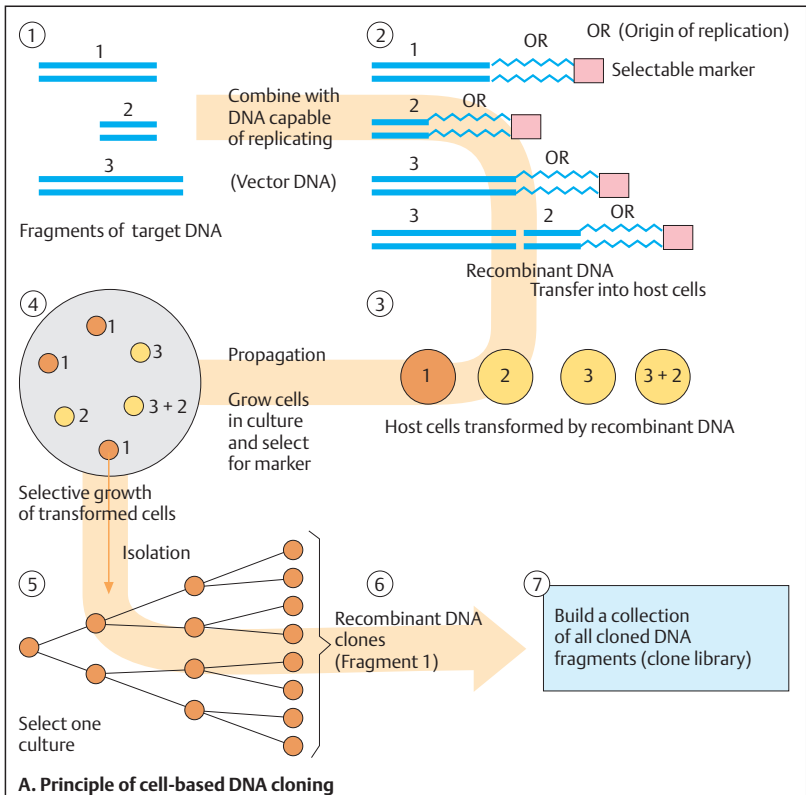 1
1
2
3
Combine with
DNA capable
of replicating
(Vector DNA)
Fragments of target DNA
2
OR (Origin of replication)
1
OR
Selectable marker
2
OR
3
OR
3
2
OR
Recombinant DNA
Transfer into host cells
3
1
2
3
3 + 2
Host cells transformed by recombinant DNA
Propagation
Grow cells
in culture
and select
for marker
4
1
1
3
2
3 + 2
1
Selective growth
of transformed cells
Isolation
5
Select one
culture
6
Recombinant DNA
clones
(Fragment 1)
7
Build a collection
of all cloned DNA
fragments (clone library)
A. Principle of cell-based DNA cloning